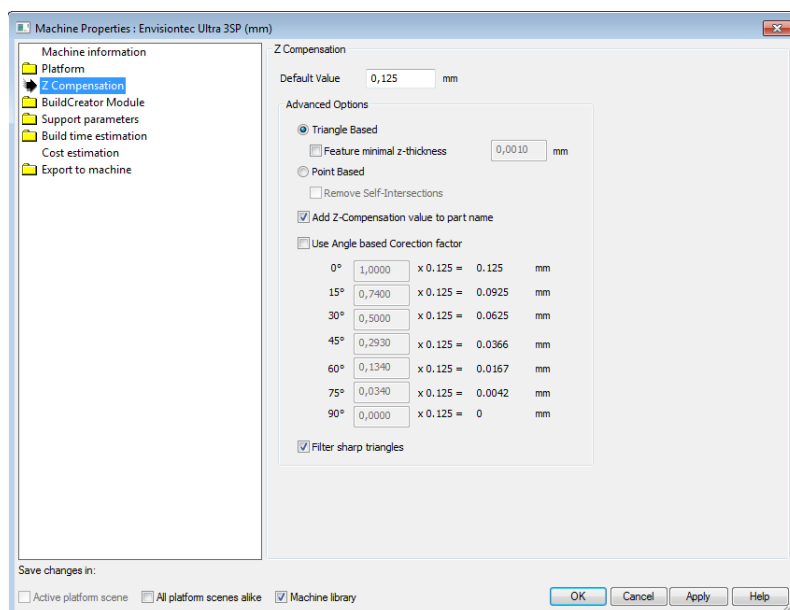 Machine Properties : Envisiontec Ultra 3SP (mm)
Machine information
Platform
Z Compensation
BuildCreator Module
Support parameters
Build time estimation
Cost estimation
Export to machine
Z Compensation
Default Value 0,125 mm
Advanced Options
Triangle Based
Feature minimal z-thickness 0,0010 mm
Point Based
Remove Self-Intersections
Add Z-Compensation value to part name
Use Angle based Corection factor
0° 1,0000 x 0.125 = 0.125 mm
15° 0,7400 x 0.125 = 0.0925 mm
30° 0,5000 x 0.125 = 0.0625 mm
45° 0,2930 x 0.125 = 0.0366 mm
60° 0,1340 x 0.125 = 0.0167 mm
75° 0,0340 x 0.125 = 0.0042 mm
90° 0,0000 x 0.125 = 0 mm
Filter sharp triangles
Save changes in:
Active platform scene All platform scenes alike Machine library OK Cancel Apply Help